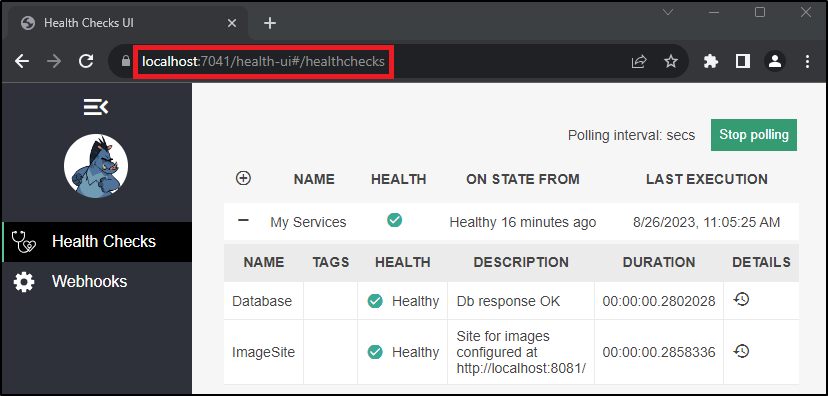 Health Checks UI
localhost:7041/health-ui#/healthchecks
Polling interval: secs Stop polling
NAME HEALTH ON STATE FROM LAST EXECUTION
My Services Healthy 16 minutes ago 8/26/2023, 11:05:25 AM
Health Checks
Webhooks
NAME TAGS HEALTH DESCRIPTION DURATION DETAILS
Database Healthy Db response OK 00:00:00.2802028
ImageSite Healthy Site for images
configured at
http://localhost:8081/ 00:00:00.2858336